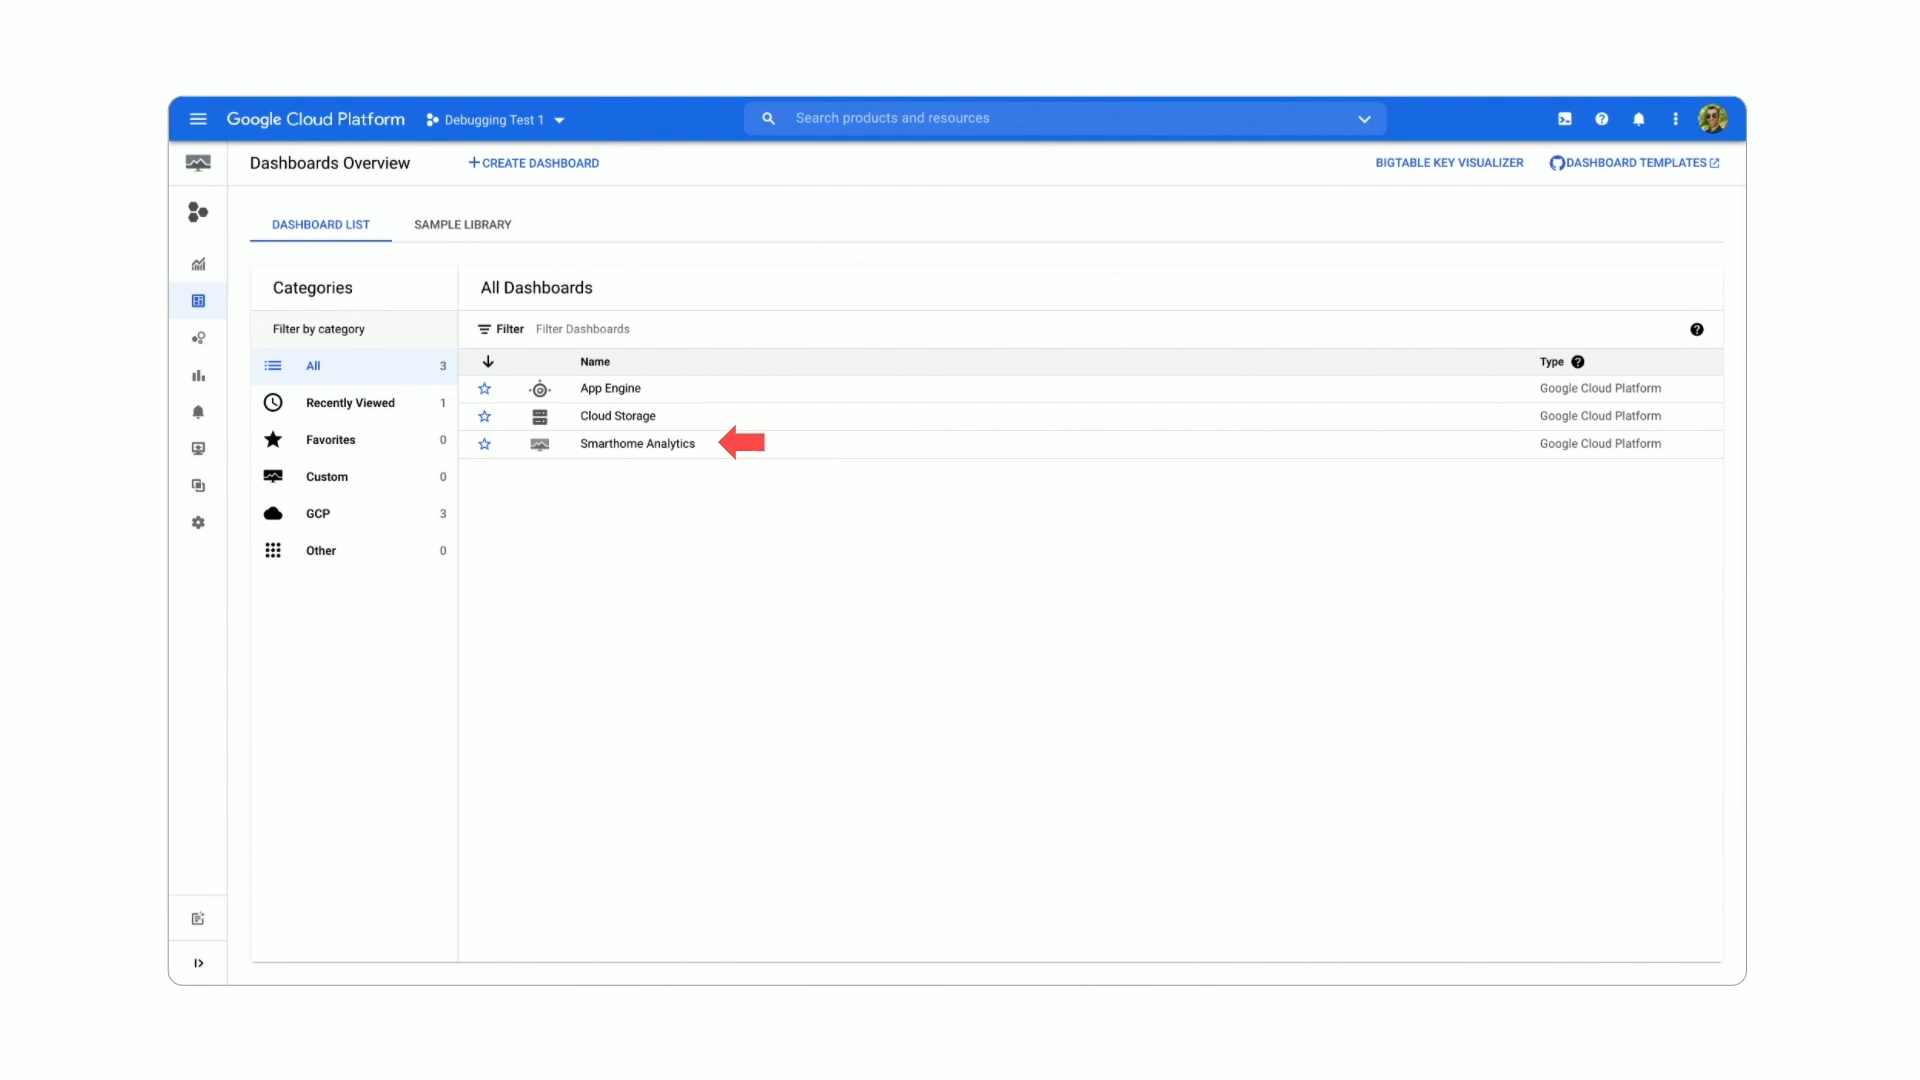 Google Cloud Platform Debugging Test 1 Search products and resources
Dashboards Overview CREATE DASHBOARD BIGTABLE KEY VISUALIZER DASHBOARD TEMPLATES
DASHBOARD LIST SAMPLE LIBRARY
Categories All Dashboards
Filter by category Filter Filter Dashboards
All 3
Recently Viewed 1
Favorites 0
Custom 0
GCP 3
Other 0
Name Type
App Engine Google Cloud Platform
Cloud Storage Google Cloud Platform
Smarthome Analytics Google Cloud Platform